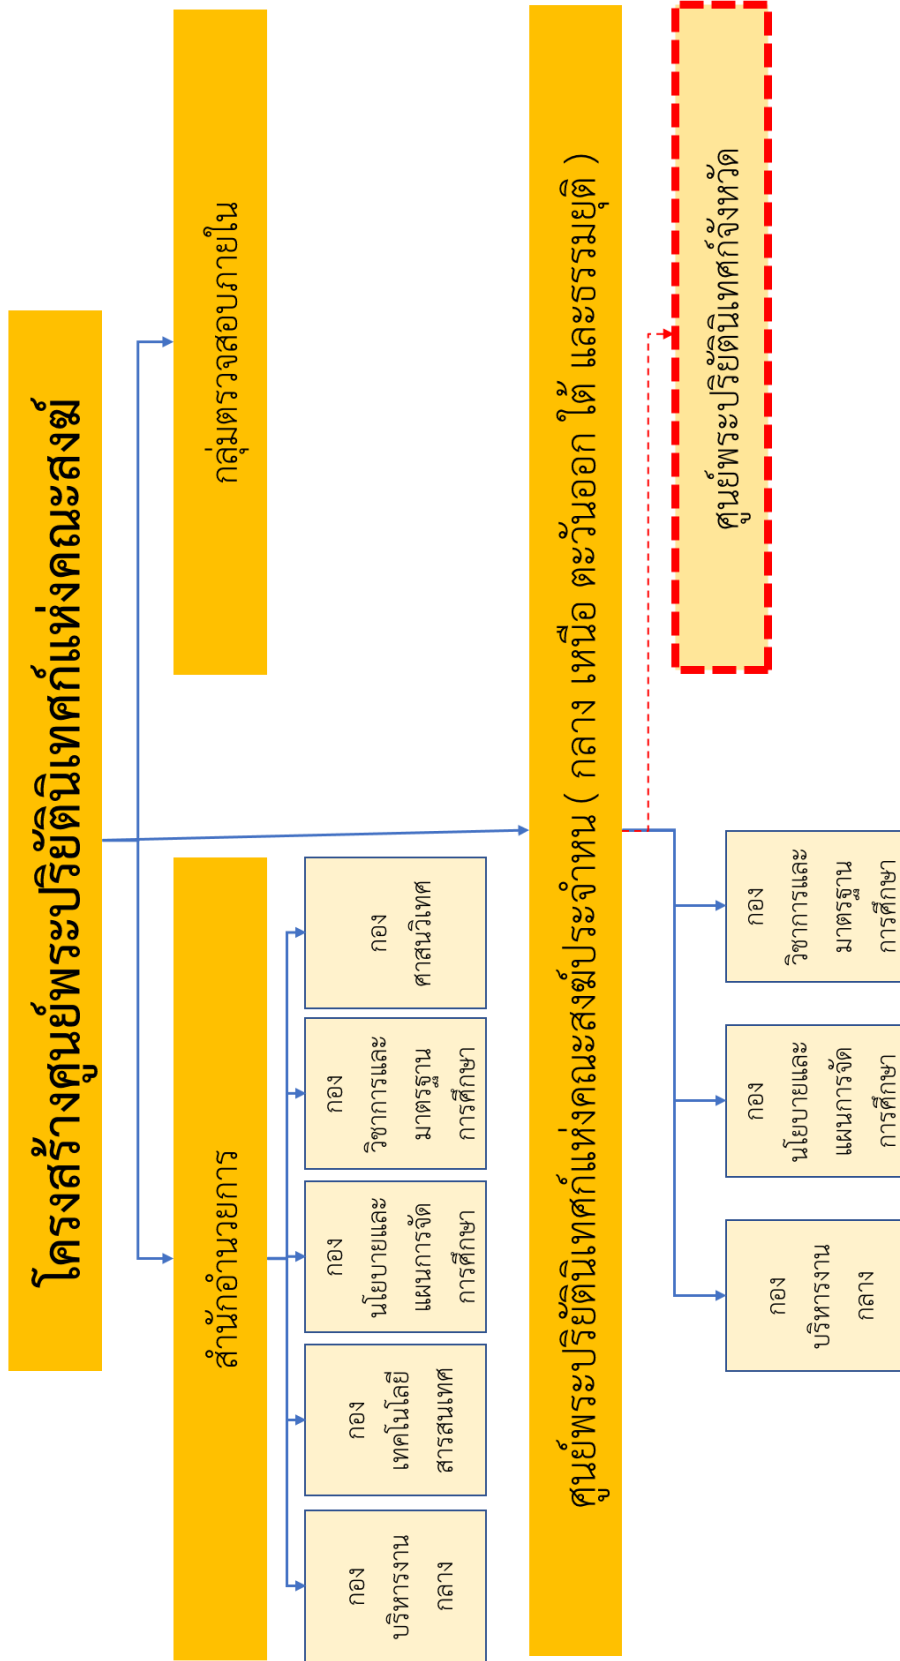 โครงสร้างศูนย์พระปริยัตินิเทศก์แห่งคณะสงฆ์
สำนักอำนวยการ
กลุ่มตรวจสอบภายใน
กอง
บริหารงาน
กลาง
กอง
เทคโนโลยี
สารสนเทศ
กอง
นโยบายและ
แผนการจัด
การศึกษา
กอง
วิชาการและ
มาตรฐาน
การศึกษา
กอง
ศาสนวิเทศ
ศูนย์พระปริยัตินิเทศก์แห่งคณะสงฆ์ประจำหน ( กลาง เหนือ ตะวันออก ใต้ และธรรมยุติ )
กอง
บริหารงาน
กลาง
กอง
นโยบายและ
แผนการจัด
การศึกษา
กอง
วิชาการและ
มาตรฐาน
การศึกษา
ศูนย์พระปริยัตินิเทศก์จังหวัด